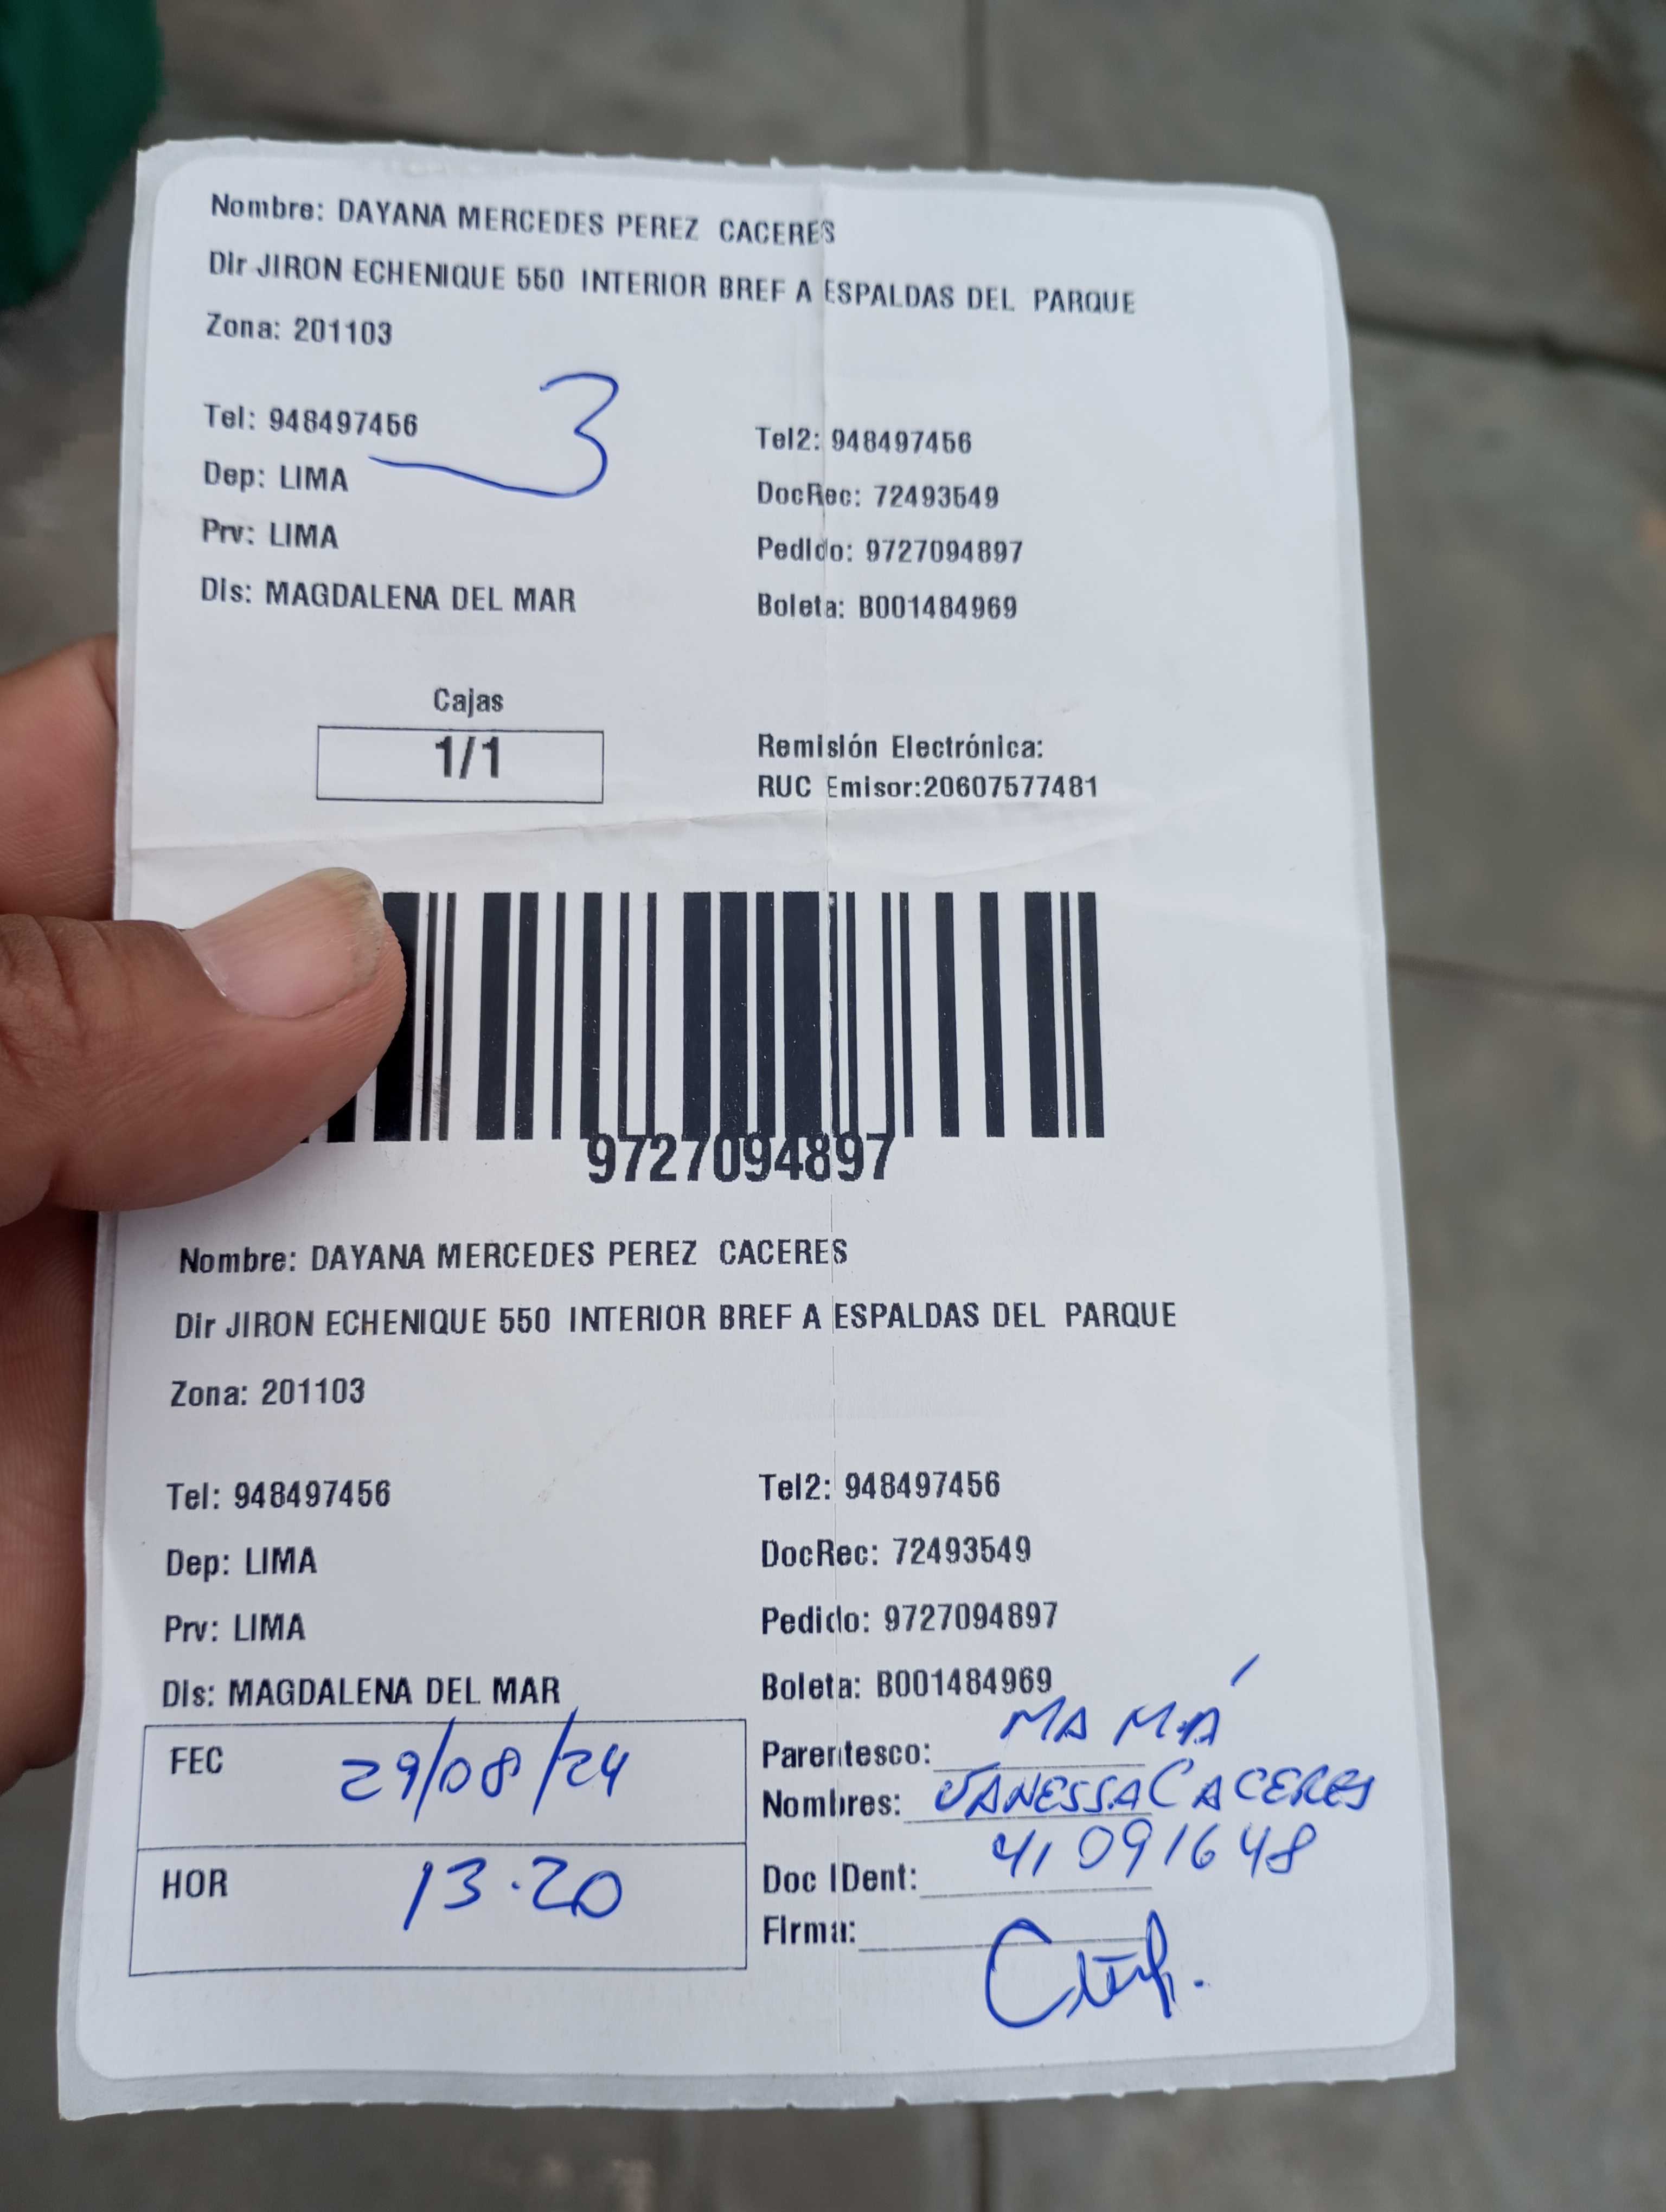 Nombre: DAYANA MERCEDES PEREZ CACERES
Dir JIRON ECHENIQUE 550 INTERIOR BREF A ESPALDAS DEL PARQUE
Zona: 201103
3
Tel: 948497456 Tel2: 948497456
Dep: LIMA DocRec: 72493549
Prv: LIMA Pedido: 9727094897
Dis: MAGDALENA DEL MAR Boleta: B001484969
Cajas
1/1
Remisión Electrónica:
RUC Emisor:20607577481
9727094897
Nombre: DAYANA MERCEDES PEREZ CACERES
Dir JIRON ECHENIQUE 550 INTERIOR BREF A ESPALDAS DEL PARQUE
Zona: 201103
Tel: 948497456 Tel2: 948497456
Dep: LIMA DocRec: 72493549
Prv: LIMA Pedido: 9727094897
Dis: MAGDALENA DEL MAR Boleta: B001484969
FEC 29/08/24
HOR 13.20
Parentesco: MAMÁ
Nombres: VANESSA CACERES
Doc IDent: 41091648
Firma: